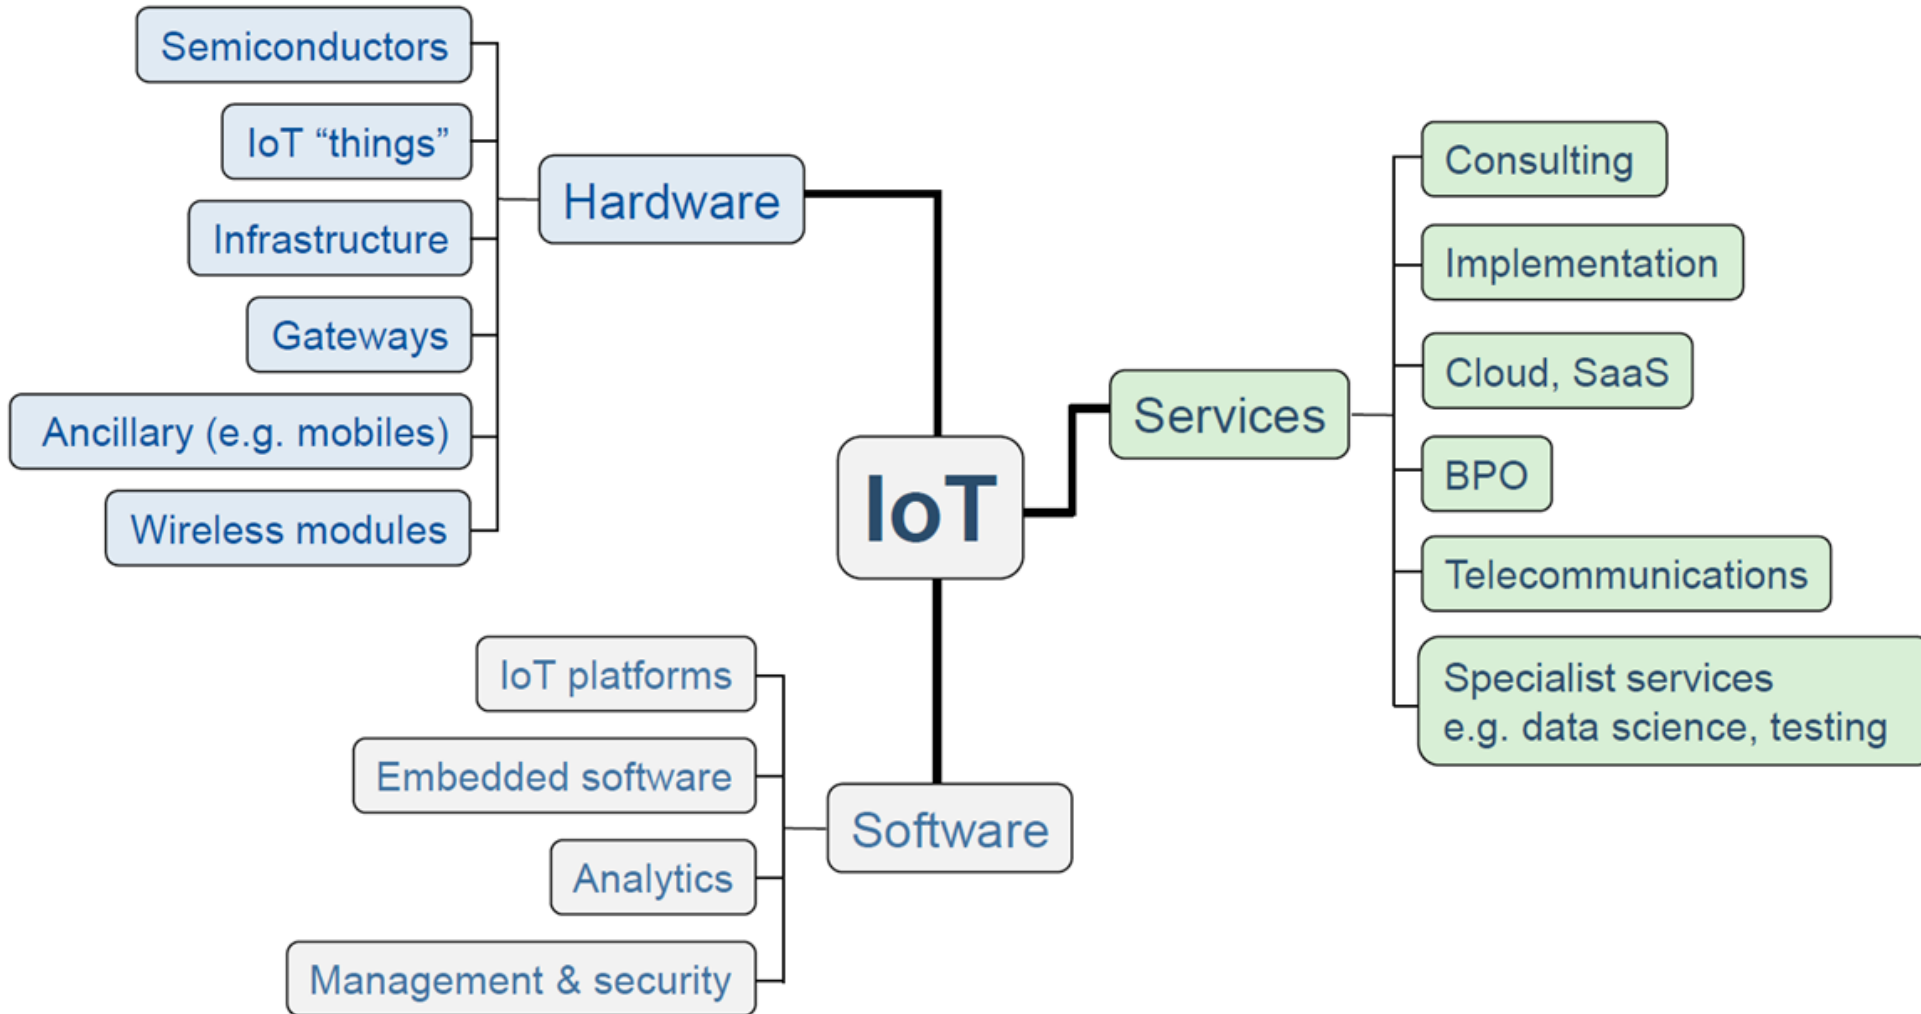 Semiconductors
IoT “things”
Infrastructure
Gateways
Ancillary (e.g. mobiles)
Wireless modules
Hardware
IoT
Services
Consulting
Implementation
Cloud, SaaS
BPO
Telecommunications
Specialist services
e.g. data science, testing
IoT platforms
Embedded software
Analytics
Management & security
Software